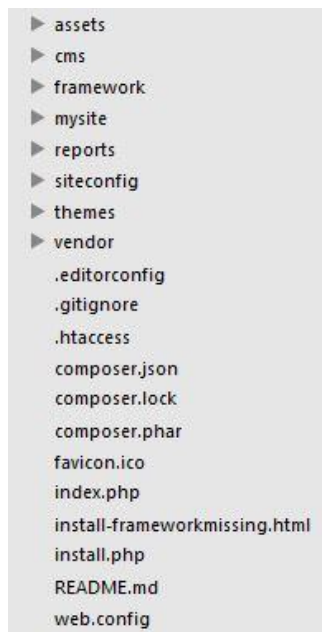 assets
cms
framework
mysite
reports
siteconfig
themes
vendor
.editorconfig
.gitignore
.htaccess
composer.json
composer.lock
composer.phar
favicon.ico
index.php
install-frameworkmissing.html
install.php
README.md
web.config